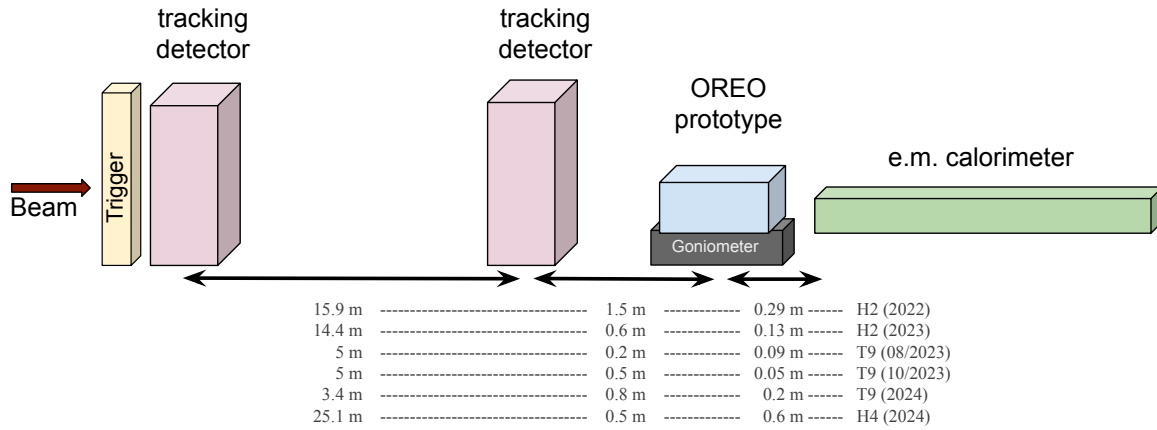 tracking
detector
tracking
detector
OREO
prototype
e.m. calorimeter
Trigger
Beam
Goniometer
15.9 m ---------------------------------------- 1.5 m ---------------- 0.29 m ------ H2 (2022)
14.4 m ---------------------------------------- 0.6 m ---------------- 0.13 m ------ H2 (2023)
5 m ---------------------------------------- 0.2 m ---------------- 0.09 m ------ T9 (08/2023)
5 m ---------------------------------------- 0.5 m ---------------- 0.05 m ------ T9 (10/2023)
3.4 m ---------------------------------------- 0.8 m ---------------- 0.2 m ------ T9 (2024)
25.1 m ---------------------------------------- 0.5 m ---------------- 0.6 m ------ H4 (2024)